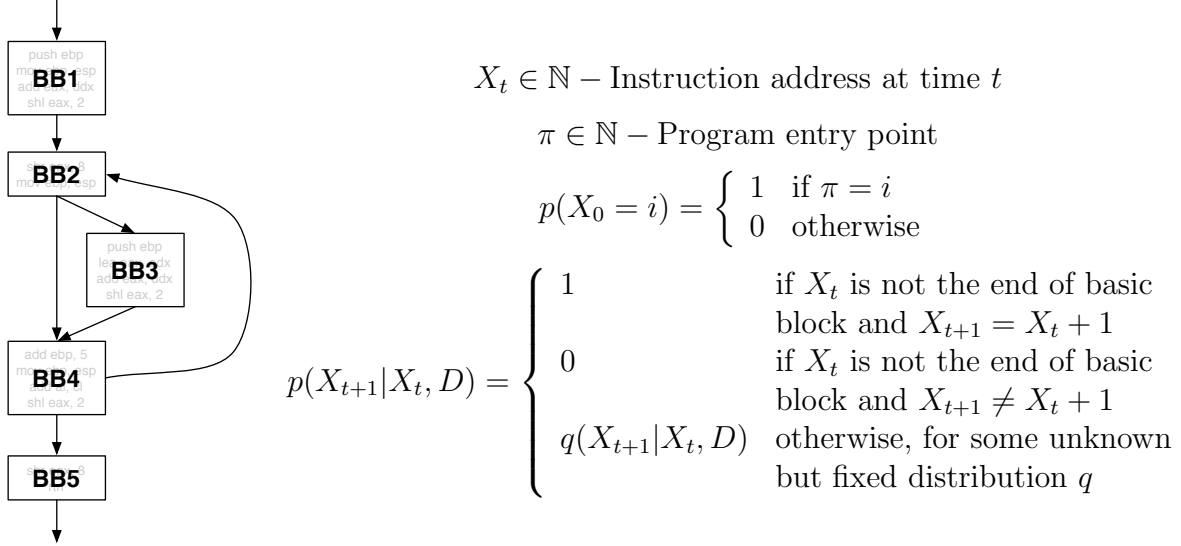 push ebp
BB1
shl eax, 2
BB2
push ebp
BB3
shl eax, 2
add ebp, 5
BB4
shl eax, 2
BB5
X_t ∈ ℕ – Instruction address at time t
π ∈ ℕ – Program entry point
p(X_0 = i) = { 1 if π = i
0 otherwise
p(X_{t+1}|X_t, D) = { 1 if X_t is not the end of basic
block and X_{t+1} = X_t + 1
0 if X_t is not the end of basic
block and X_{t+1} ≠ X_t + 1
q(X_{t+1}|X_t, D) otherwise, for some unknown
but fixed distribution q